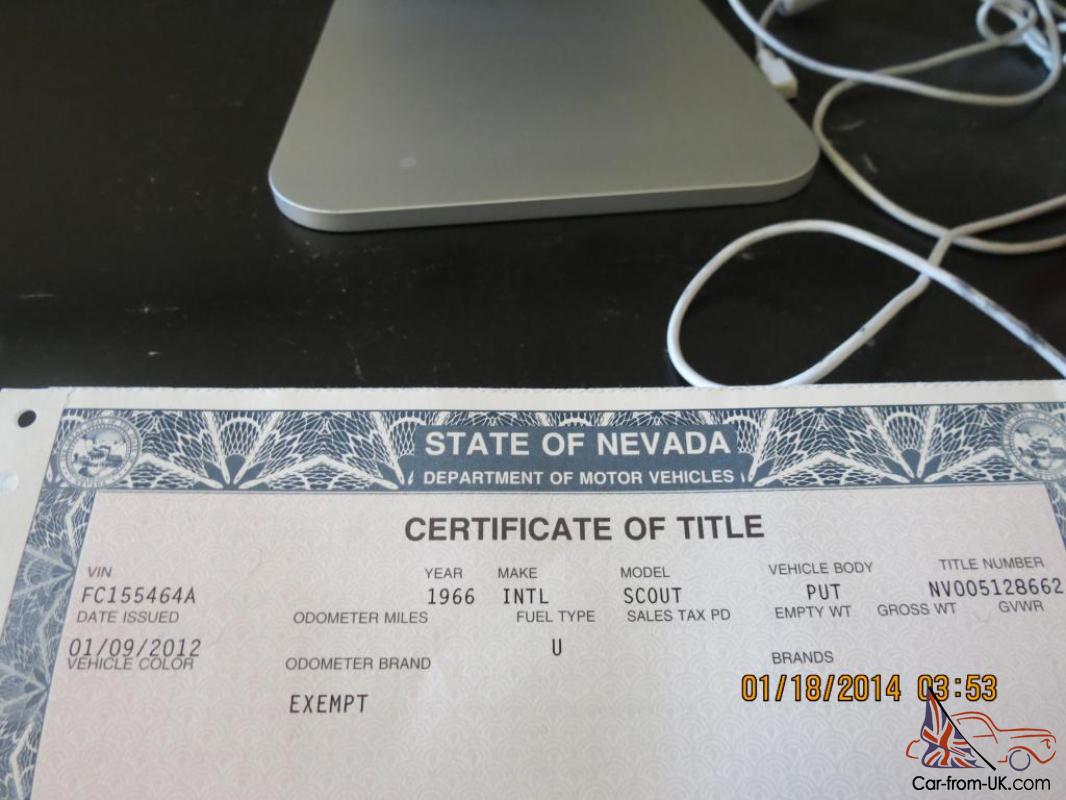 STATE OF NEVADA
DEPARTMENT OF MOTOR VEHICLES
CERTIFICATE OF TITLE
VIN YEAR MAKE MODEL VEHICLE BODY TITLE NUMBER
FC155464A 1966 INTL SCOUT PUT NV005128662
DATE ISSUED ODOMETER MILES FUEL TYPE SALES TAX PD EMPTY WT GROSS WT GVWR
01/09/2012 U
VEHICLE COLOR ODOMETER BRAND BRANDS
EXEMPT
01/18/2014 03:53
Car-from-UK.com